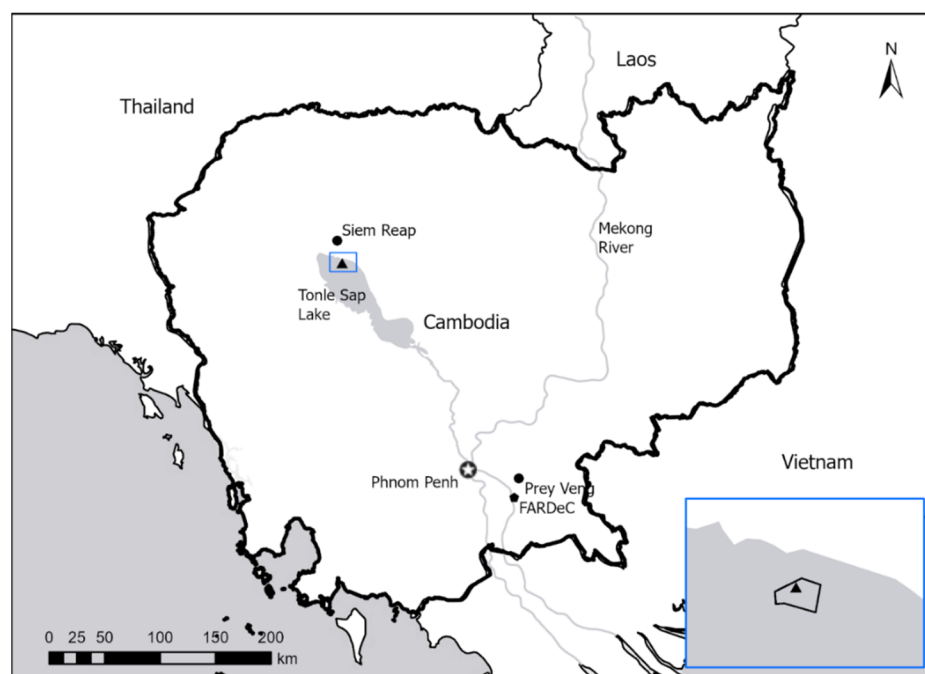 Laos
N
Thailand
Siem Reap
Mekong
River
Tonle Sap
Lake
Cambodia
Vietnam
Phnom Penh
Prey Veng
FARDeC
0 25 50 100 150 200
km